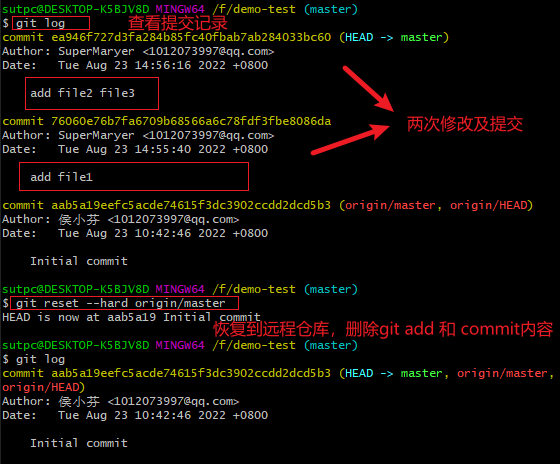 sutpc@DESKTOP-K5BJV8D MINGW64 /f/demo-test (master)
$ git log 查看提交记录
commit ea946f727d3fa284b85fc40fbab7ab284033bc60 (HEAD -> master)
Author: SuperMaryer <1012073997@qq.com>
Date:   Tue Aug 23 14:56:16 2022 +0800
add file2 file3
commit 76060e76b7fa6709b68566a6c78fdf3fbe8086da
两次修改及提交
Author: SuperMaryer <1012073997@qq.com>
Date:   Tue Aug 23 14:55:40 2022 +0800
add file1
commit aab5a19eefc5acde74615f3dc3902ccdd2dcd5b3 (origin/master, origin/HEAD)
Author: 侯小芬 <1012073997@qq.com>
Date:   Tue Aug 23 10:42:46 2022 +0800
Initial commit
sutpc@DESKTOP-K5BJV8D MINGW64 /f/demo-test (master)
$ git reset --hard origin/master
HEAD is now at aab5a19 Initial commit
恢复到远程仓库，删除git add 和 commit内容
sutpc@DESKTOP-K5BJV8D MINGW64 /f/demo-test (master)
$ git log
commit aab5a19eefc5acde74615f3dc3902ccdd2dcd5b3 (HEAD -> master, origin/master,
origin/HEAD)
Author: 侯小芬 <1012073997@qq.com>
Date:   Tue Aug 23 10:42:46 2022 +0800
Initial commit